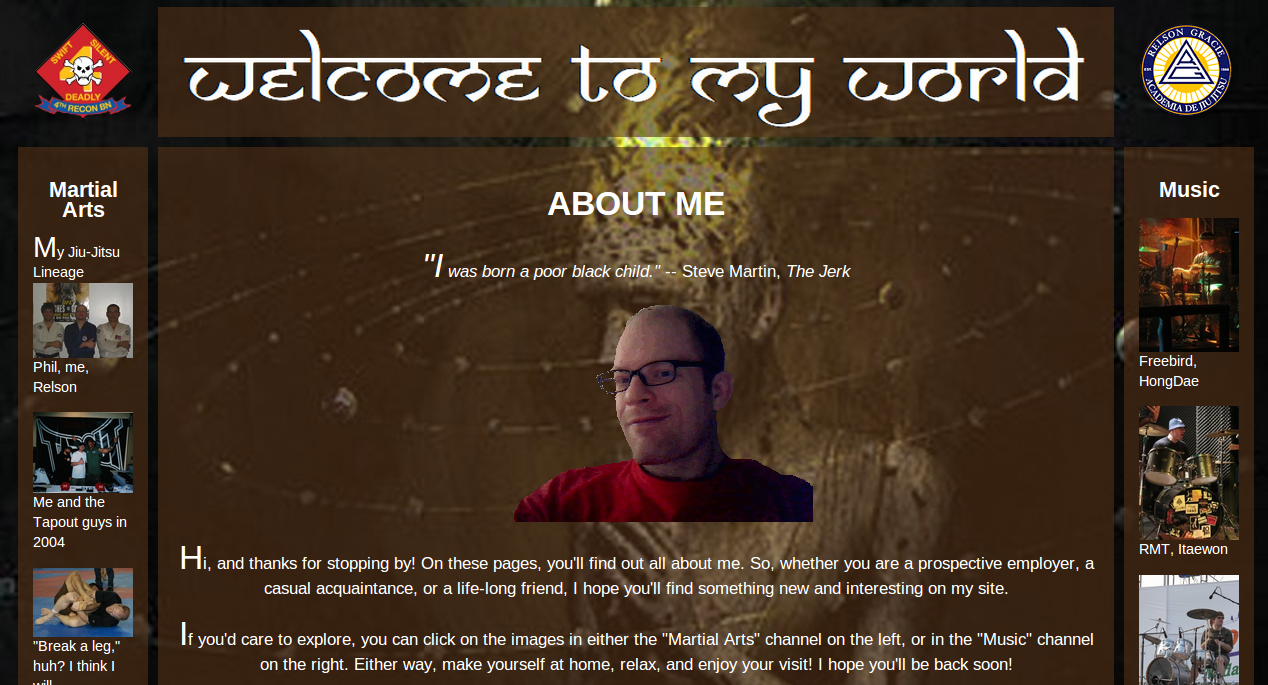 SWIFT SILENT
DEADLY
4TH RECON BN
welcome to my world
RELSON GRACIE
ACADEMIA DE JIU JITSU
Martial
Arts
My Jiu-Jitsu
Lineage
Phil, me,
Relson
Me and the
Tapout guys in
2004
"Break a leg,"
huh? I think I
will
ABOUT ME
"I was born a poor black child." -- Steve Martin, The Jerk
Hi, and thanks for stopping by! On these pages, you'll find out all about me. So, whether you are a prospective employer, a
casual acquaintance, or a life-long friend, I hope you'll find something new and interesting on my site.
If you'd care to explore, you can click on the images in either the "Martial Arts" channel on the left, or in the "Music" channel
on the right. Either way, make yourself at home, relax, and enjoy your visit! I hope you'll be back soon!
Music
Freebird,
HongDae
RMT, Itaewon